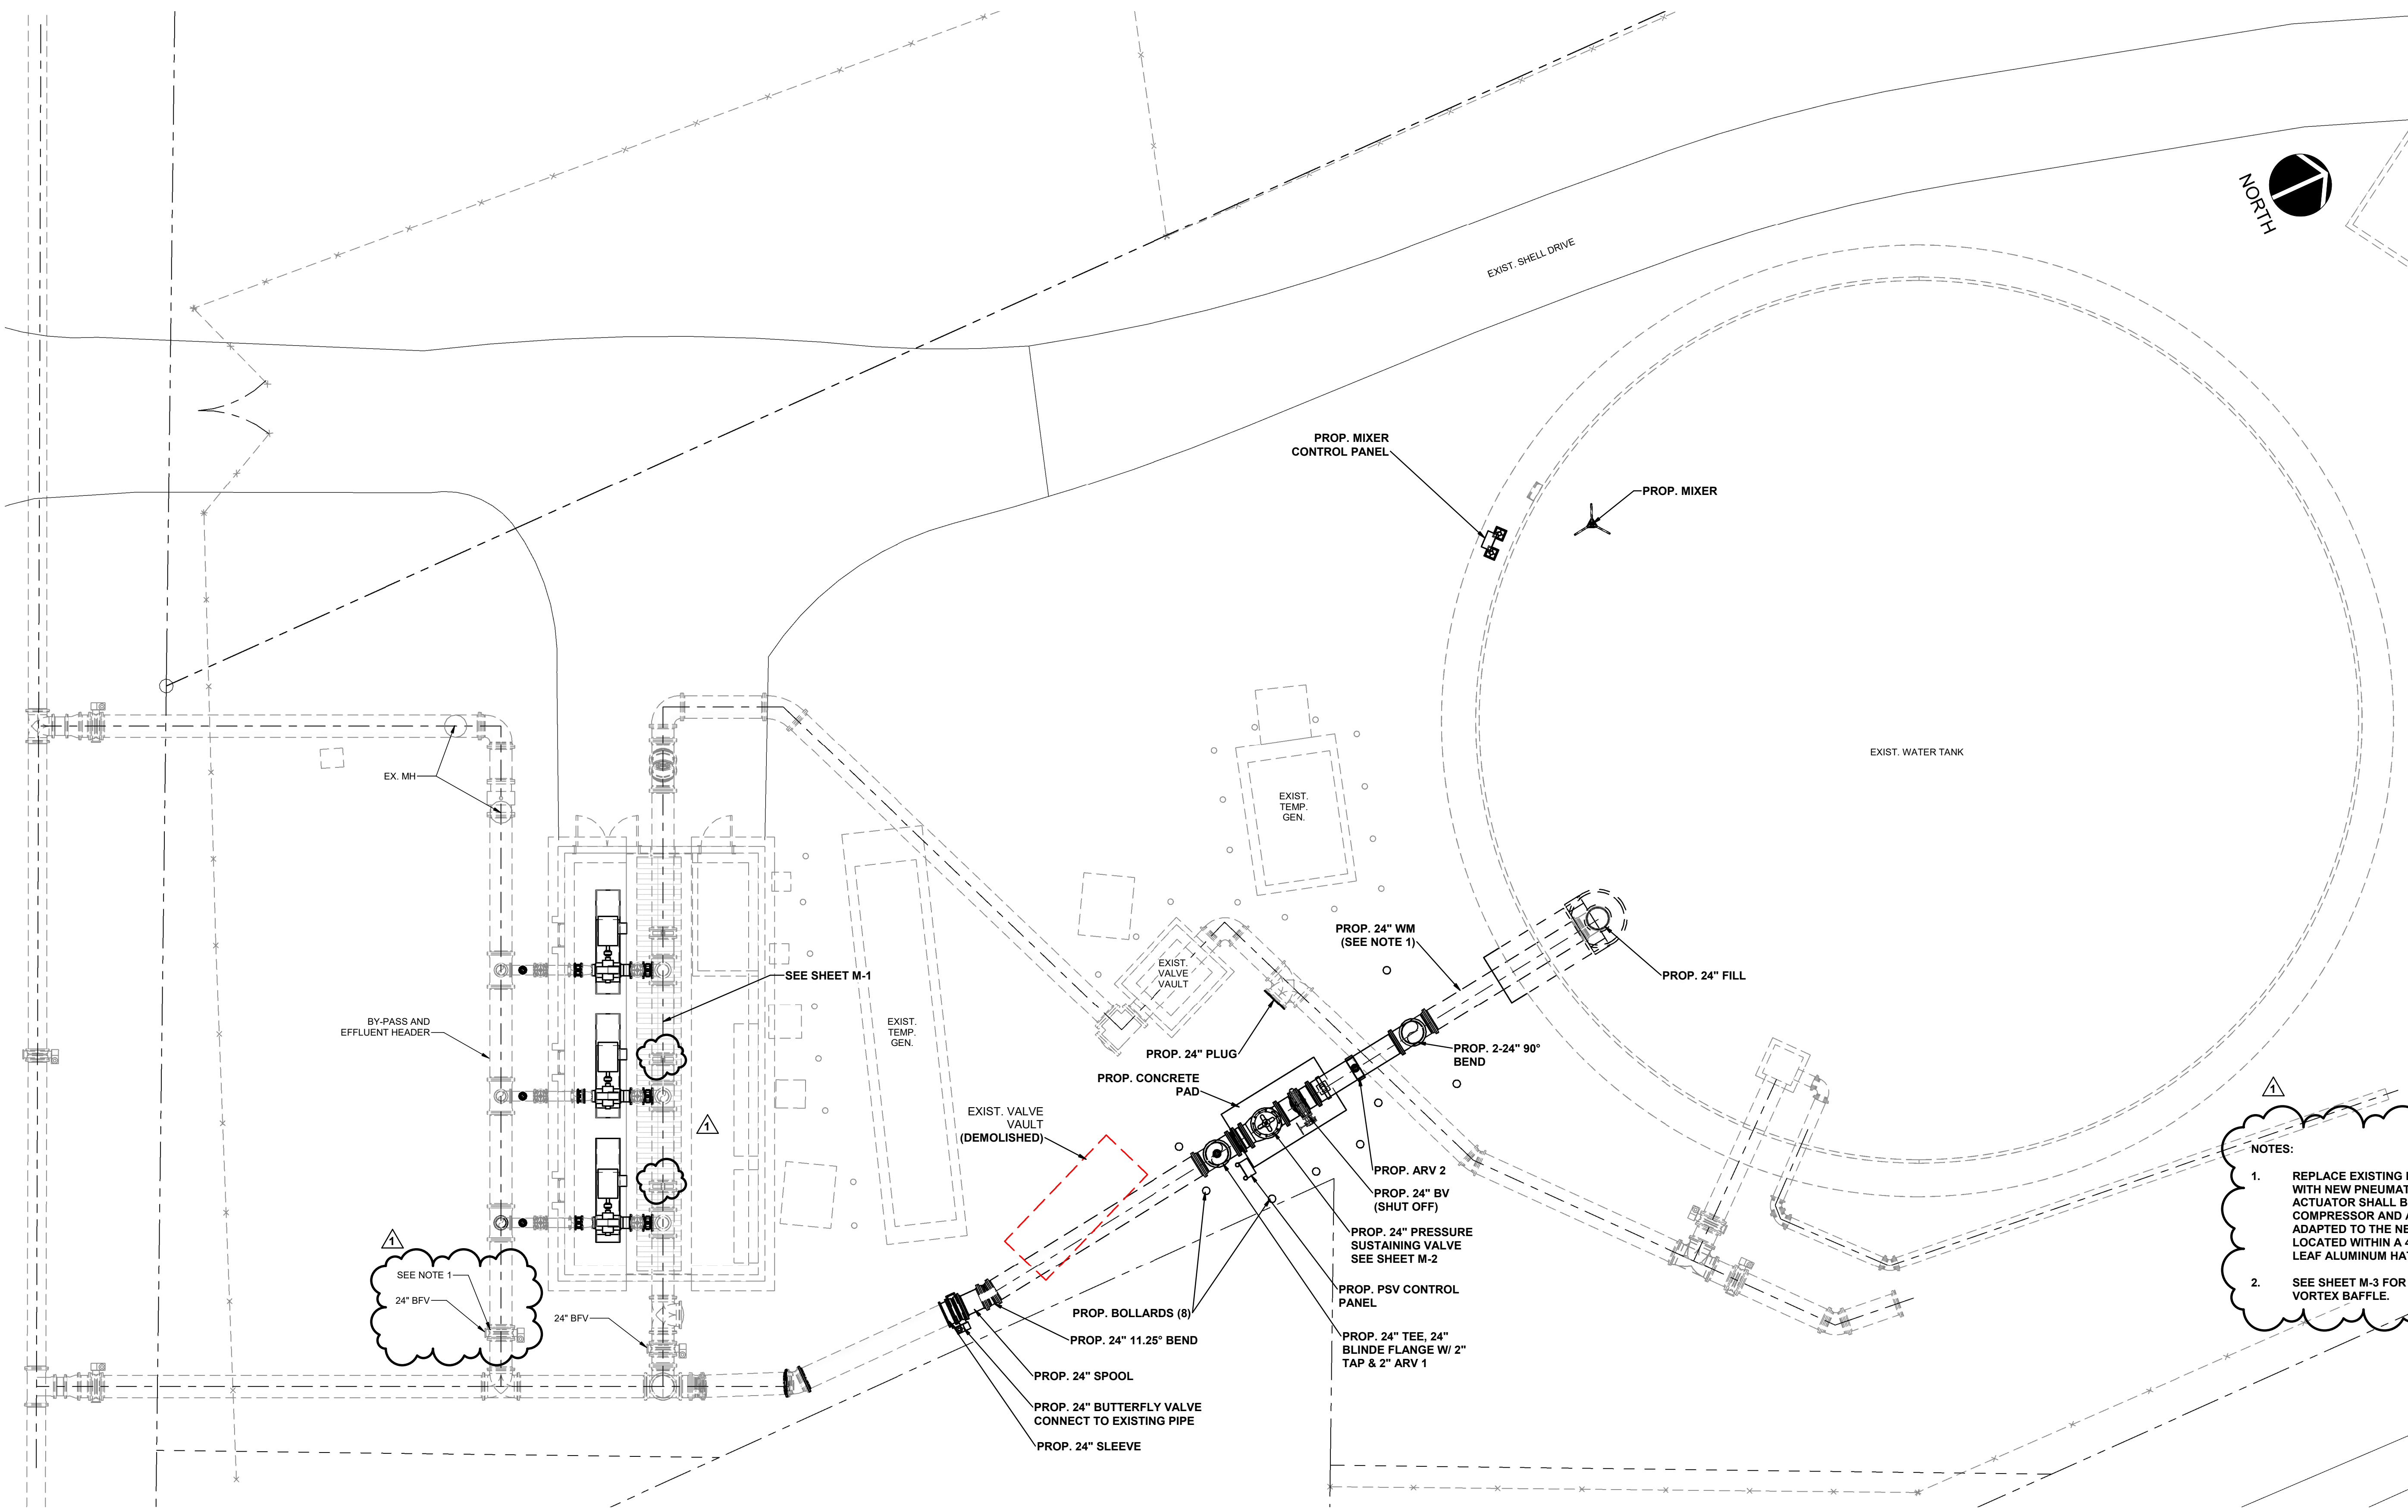 NORTH
EXIST. SHELL DRIVE
PROP. MIXER
CONTROL PANEL
PROP. MIXER
EXIST. WATER TANK
EX. MH
EXIST.
TEMP.
GEN.
PROP. 24" WM
(SEE NOTE 1)
EXIST.
VALVE
VAULT
SEE SHEET M-1
PROP. 24" FILL
BY-PASS AND
EFFLUENT HEADER
EXIST.
TEMP.
GEN.
PROP. 24" PLUG
PROP. 2-24" 90°
BEND
PROP. CONCRETE
PAD
EXIST. VALVE
VAULT
(DEMOLISHED)
1
1
PROP. ARV 2
PROP. 24" BV
(SHUT OFF)
PROP. 24" PRESSURE
SUSTAINING VALVE
SEE SHEET M-2
PROP. PSV CONTROL
PANEL
PROP. BOLLARDS (8)
PROP. 24" TEE, 24"
BLINDE FLANGE W/ 2"
TAP & 2" ARV 1
PROP. 24" 11.25° BEND
PROP. 24" SPOOL
PROP. 24" BUTTERFLY VALVE
CONNECT TO EXISTING PIPE
PROP. 24" SLEEVE
1
SEE NOTE 1
24" BFV
24" BFV
NOTES:
1. REPLACE EXISTING
WITH NEW
ACTUATOR SHALL
COMPRESSOR AND
ADAPTED TO THE
LOCATED WITHIN A
LEAF ALUMINUM
2. SEE SHEET M-3 FOR
VORTEX BAFFLE.